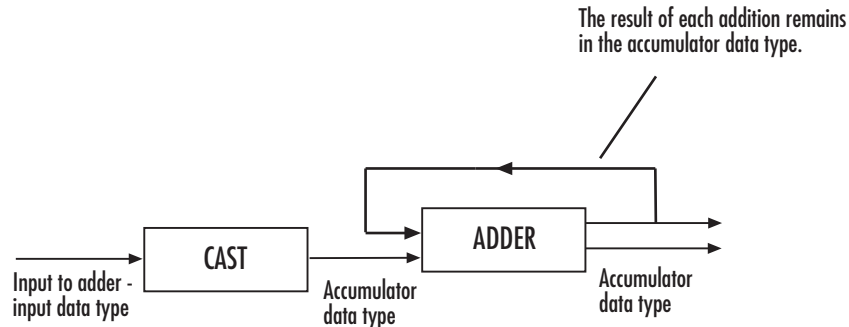 The result of each addition remains
in the accumulator data type.
CAST
ADDER
Input to adder -
input data type
Accumulator
data type
Accumulator
data type